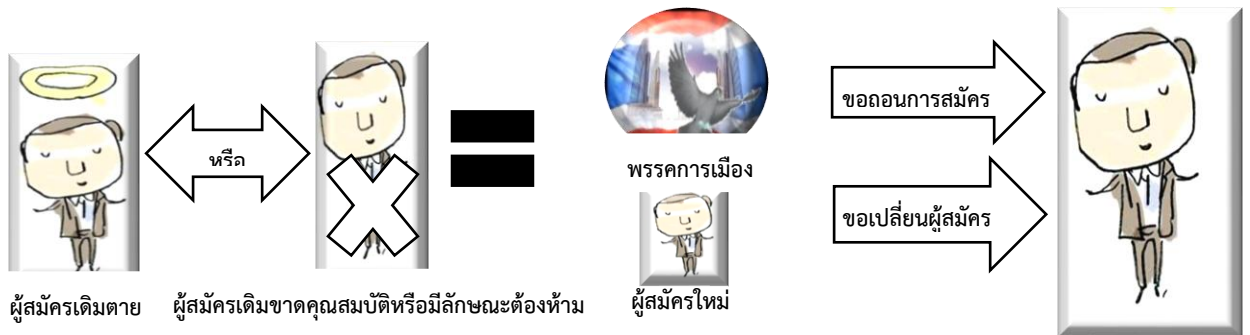 หรือ
พรรคการเมือง
ขอถอนการสมัคร
ขอเปลี่ยนผู้สมัคร
ผู้สมัครเดิมตาย
ผู้สมัครเดิมขาดคุณสมบัติหรือมีลักษณะต้องห้าม
ผู้สมัครใหม่